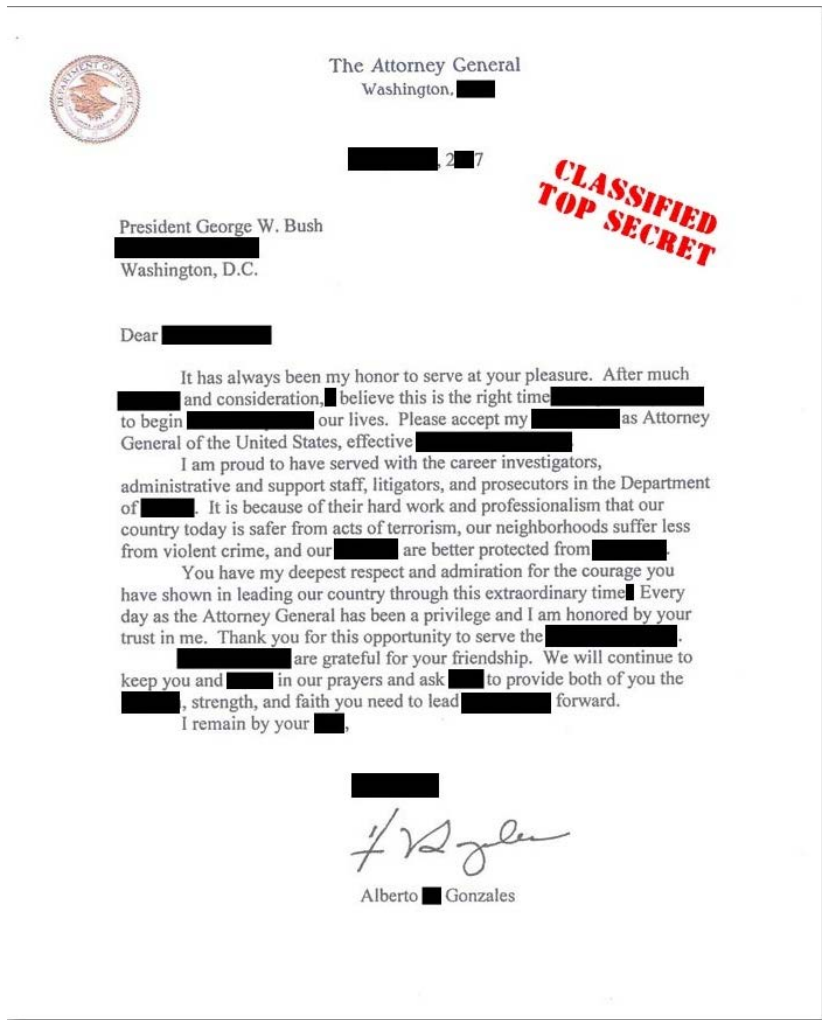 DEPARTMENT OF JUSTICE
The Attorney General
Washington,
, 2 7
CLASSIFIED
TOP SECRET
President George W. Bush
Washington, D.C.
Dear
It has always been my honor to serve at your pleasure. After much
and consideration, believe this is the right time
to begin our lives. Please accept my as Attorney
General of the United States, effective
I am proud to have served with the career investigators,
administrative and support staff, litigators, and prosecutors in the Department
of . It is because of their hard work and professionalism that our
country today is safer from acts of terrorism, our neighborhoods suffer less
from violent crime, and our are better protected from .
You have my deepest respect and admiration for the courage you
have shown in leading our country through this extraordinary time Every
day as the Attorney General has been a privilege and I am honored by your
trust in me. Thank you for this opportunity to serve the .
are grateful for your friendship. We will continue to
keep you and in our prayers and ask to provide both of you the
, strength, and faith you need to lead forward.
I remain by your ,
Alberto Gonzales